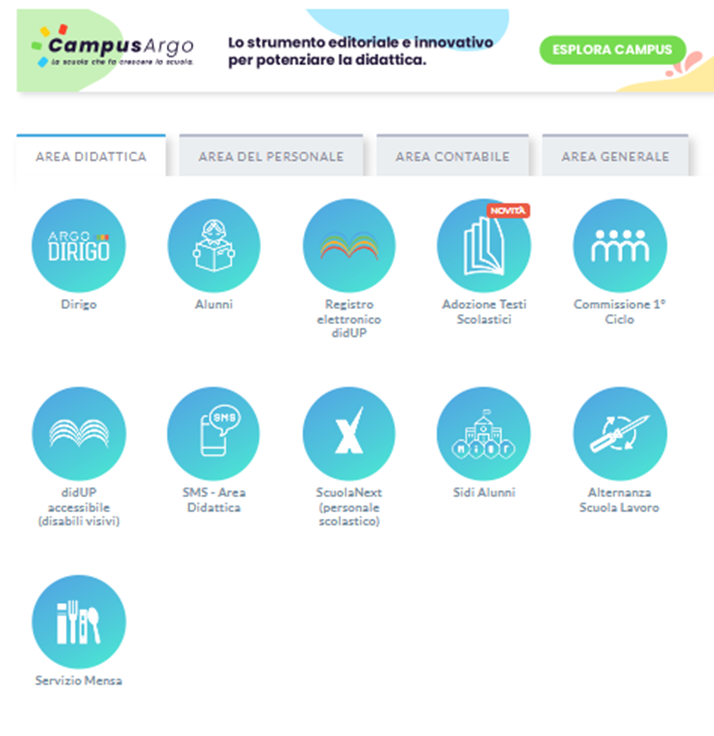 CampusArgo
La scuola che fa crescere la scuola.
Lo strumento editoriale e innovativo
per potenziare la didattica.
ESPLORA CAMPUS
AREA DIDATTICA
AREA DEL PERSONALE
AREA CONTABILE
AREA GENERALE
ARGO
DIRIGO
NOVITÀ
Dirigo
Alunni
Registro
elettronico
didUP
Adozione Testi
Scolastici
Commissione 1°
Ciclo
SMS
X
miur
didUP
accessibile
(disabili visivi)
SMS - Area
Didattica
ScuolaNext
(personale
scolastico)
Sidi Alunni
Alternanza
Scuola Lavoro
Servizio Mensa